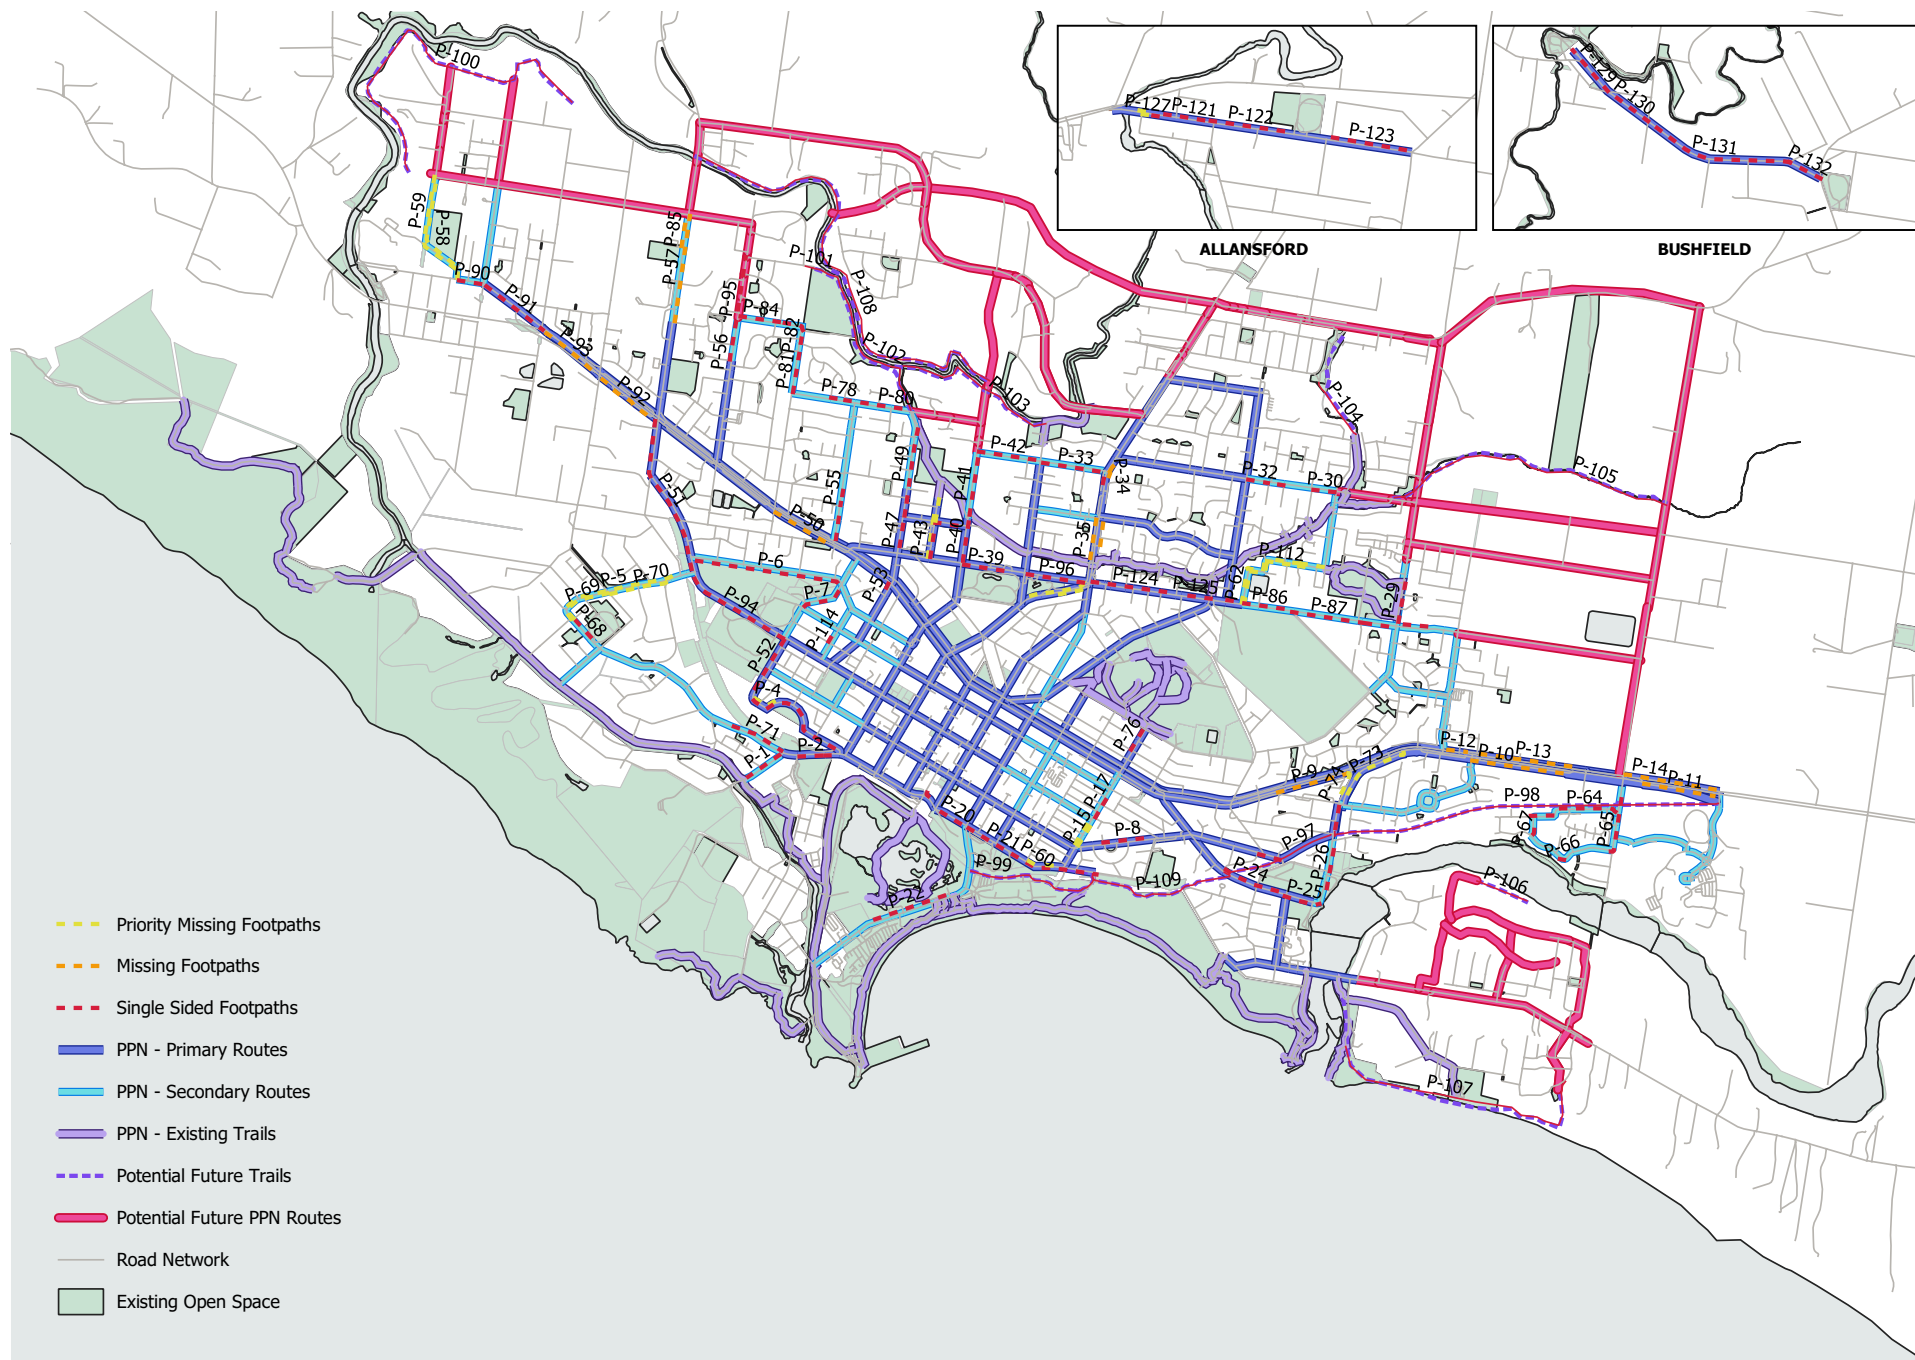 P-100
P-127
P-121
P-122
P-123
ALLANSFORD
P-129
P-130
P-131
P-132
BUSHFIELD
P-59
P-58
P-90
P-91
P-93
P-92
P-85
P-57
P-95
P-84
P-56
P-82
P-81
P-101
P-108
P-102
P-78
P-80
P-103
P-104
P-105
P-42
P-33
P-34
P-32
P-30
P-49
P-41
P-55
P-51
P-50
P-47
P-43
P-40
P-35
P-39
P-96
P-124
P-125
P-62
P-112
P-86
P-87
P-29
P-6
P-7
P-53
P-69
P-5
P-70
P-68
P-94
P-114
P-52
P-4
P-71
P-1
P-2
P-76
P-17
P-15
P-8
P-20
P-21
P-60
P-99
P-109
P-22
P-9
P-73
P-12
P-10
P-13
P-14
P-11
P-98
P-64
P-67
P-65
P-66
P-97
P-26
P-24
P-25
P-106
P-107
Priority Missing Footpaths
Missing Footpaths
Single Sided Footpaths
PPN - Primary Routes
PPN - Secondary Routes
PPN - Existing Trails
Potential Future Trails
Potential Future PPN Routes
Road Network
Existing Open Space